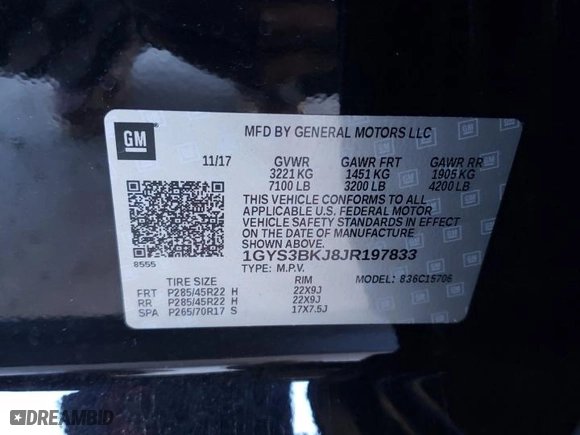 GM
MFD BY GENERAL MOTORS LLC
11/17 GVWR GAWR FRT GAWR RR
3221 KG 1451 KG 1905 KG
7100 LB 3200 LB 4200 LB
THIS VEHICLE CONFORMS TO ALL
APPLICABLE U.S. FEDERAL MOTOR
VEHICLE SAFETY STANDARDS IN EFFECT
ON THE DATE OF MANUFACTURE SHOWN ABOVE.
1GYS3BKJ8JR197833
8555
TYPE: M.P.V.
MODEL: 836C15706
TIRE SIZE RIM
FRT P285/45R22 H 22X9J
RR P285/45R22 H 22X9J
SPA P265/70R17 S 17X7.5J
DREAMBID